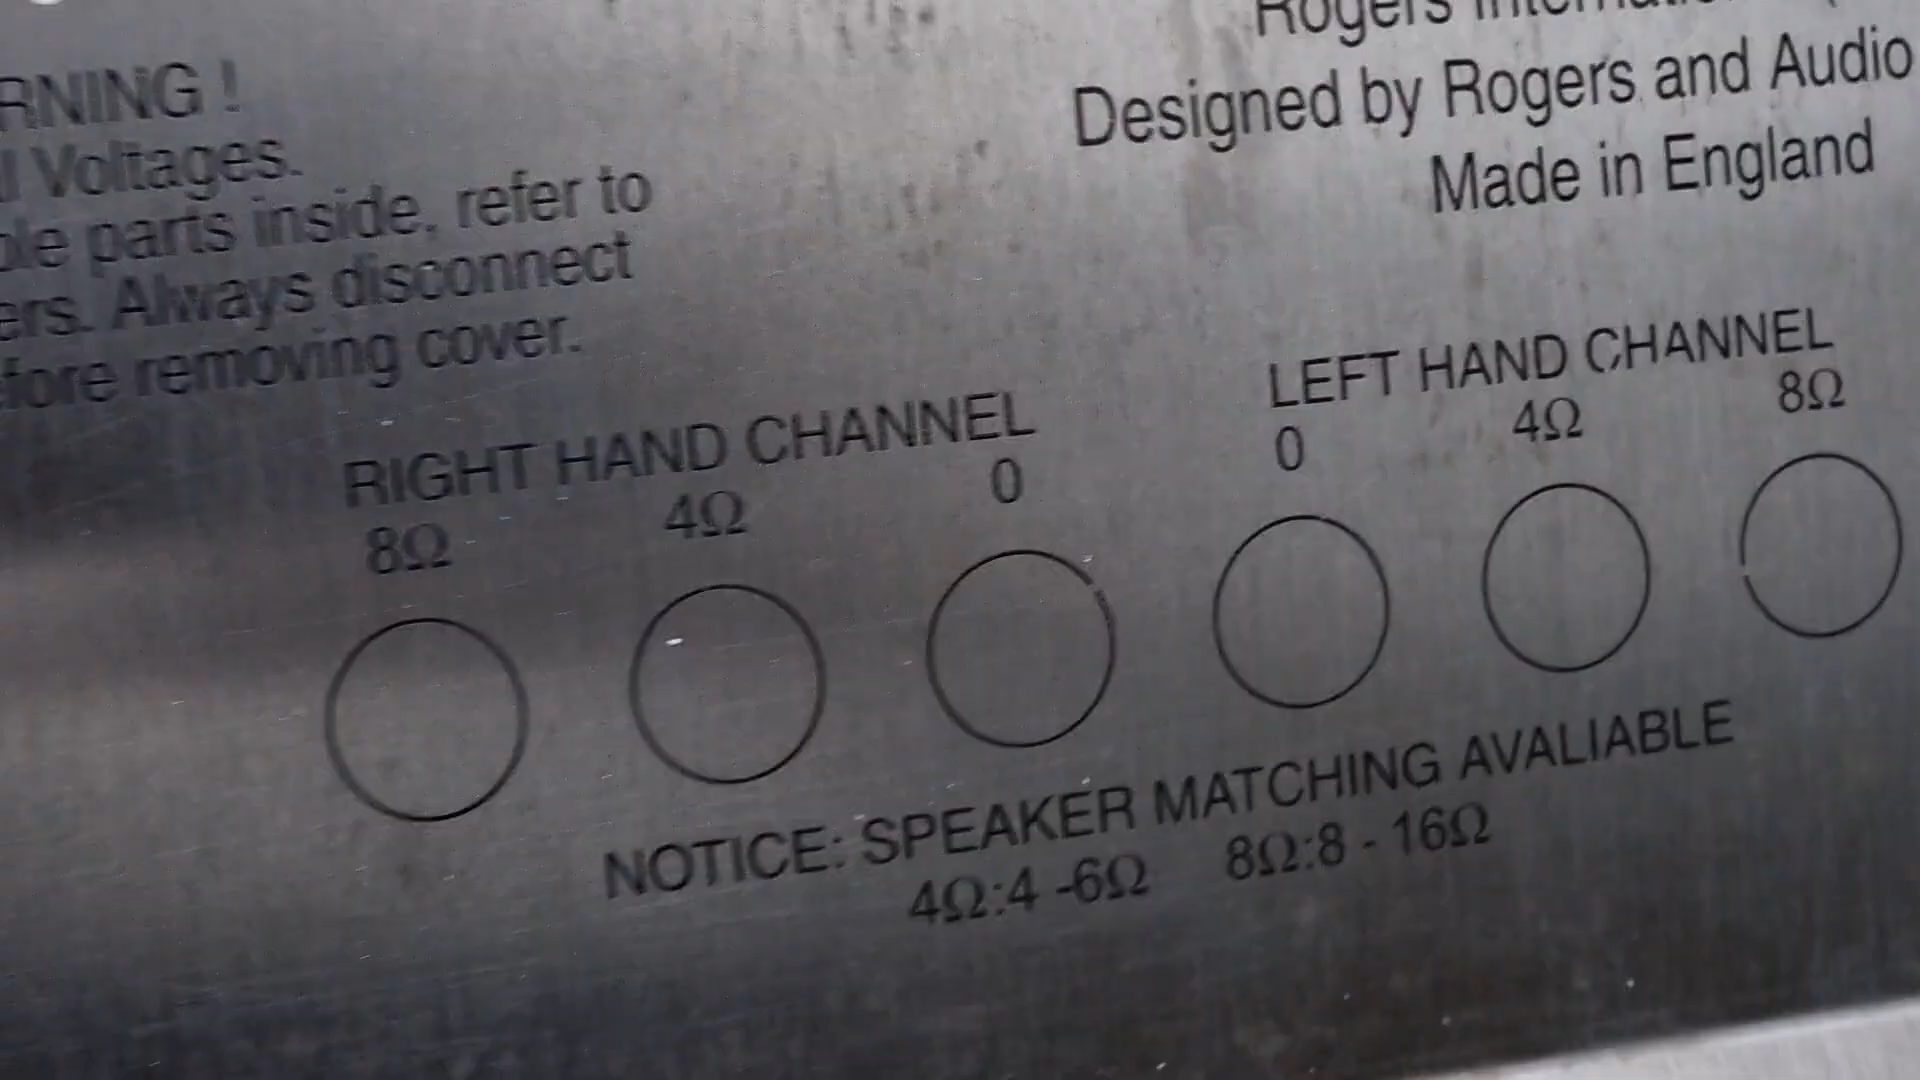 RNING !
Voltages.
parts inside, refer to
ers. Always disconnect
fore removing cover.
Rogers
Designed by Rogers and Audio
Made in England
RIGHT HAND CHANNEL
8Ω 4Ω 0
LEFT HAND CHANNEL
0 4Ω 8Ω
NOTICE: SPEAKER MATCHING AVALIABLE
4Ω:4 -6Ω 8Ω:8 - 16Ω